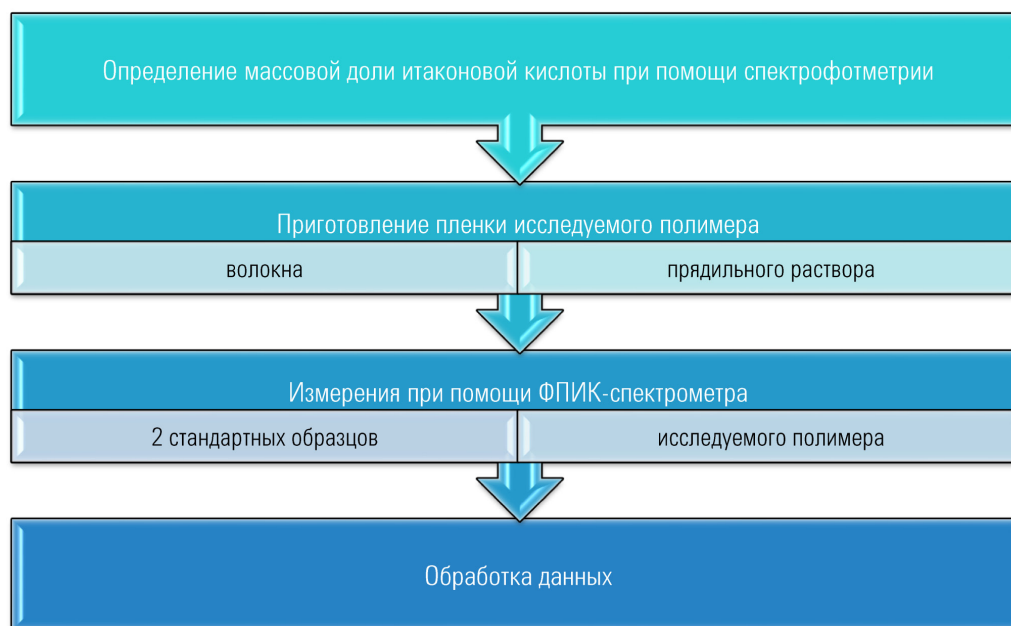 Определение массовой доли итаконовой кислоты при помощи спектрофотметрии
Приготовление пленки исследуемого полимера
волокна
прядильного раствора
Измерения при помощи ФПИК-спектрометра
2 стандартных образцов
исследуемого полимера
Обработка данных